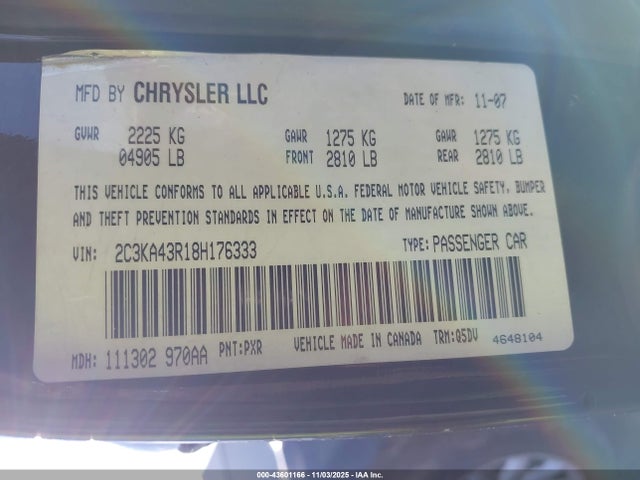 MFD BY CHRYSLER LLC DATE OF MFR: 11-07
GVWR 2225 KG GAWR 1275 KG GAWR 1275 KG
04905 LB FRONT 2810 LB REAR 2810 LB
THIS VEHICLE CONFORMS TO ALL APPLICABLE U.S.A. FEDERAL MOTOR VEHICLE SAFETY, BUMPER
AND THEFT PREVENTION STANDARDS IN EFFECT ON THE DATE OF MANUFACTURE SHOWN ABOVE.
VIN: 2C3KA43R18H176333 TYPE: PASSENGER CAR
MDH: 111302 970AA PNT: PXR VEHICLE MADE IN CANADA TRM: Q5DV 4648104
00-43601166 - 11/03/2025 - © IAA, Inc.